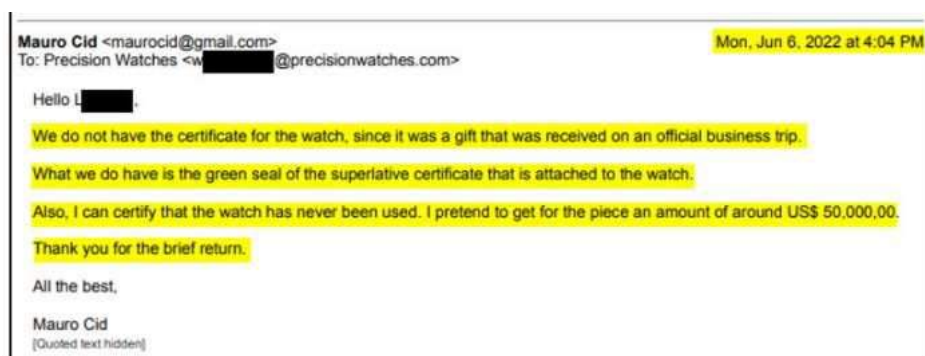 Mauro Cid <maurocid@gmail.com> Mon, Jun 6, 2022 at 4:04 PM
To: Precision Watches <w @precisionwatches.com>
Hello L ,
We do not have the certificate for the watch, since it was a gift that was received on an official business trip.
What we do have is the green seal of the superlative certificate that is attached to the watch.
Also, I can certify that the watch has never been used. I pretend to get for the piece an amount of around US$ 50,000,00.
Thank you for the brief return.
All the best,
Mauro Cid
[Quoted text hidden]